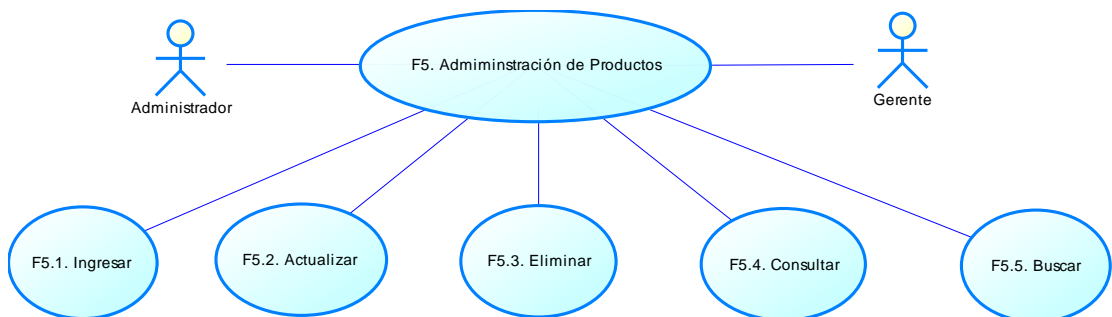 F5. Admiminstración de Productos
Administrador
Gerente
F5.1. Ingresar
F5.2. Actualizar
F5.3. Eliminar
F5.4. Consultar
F5.5. Buscar